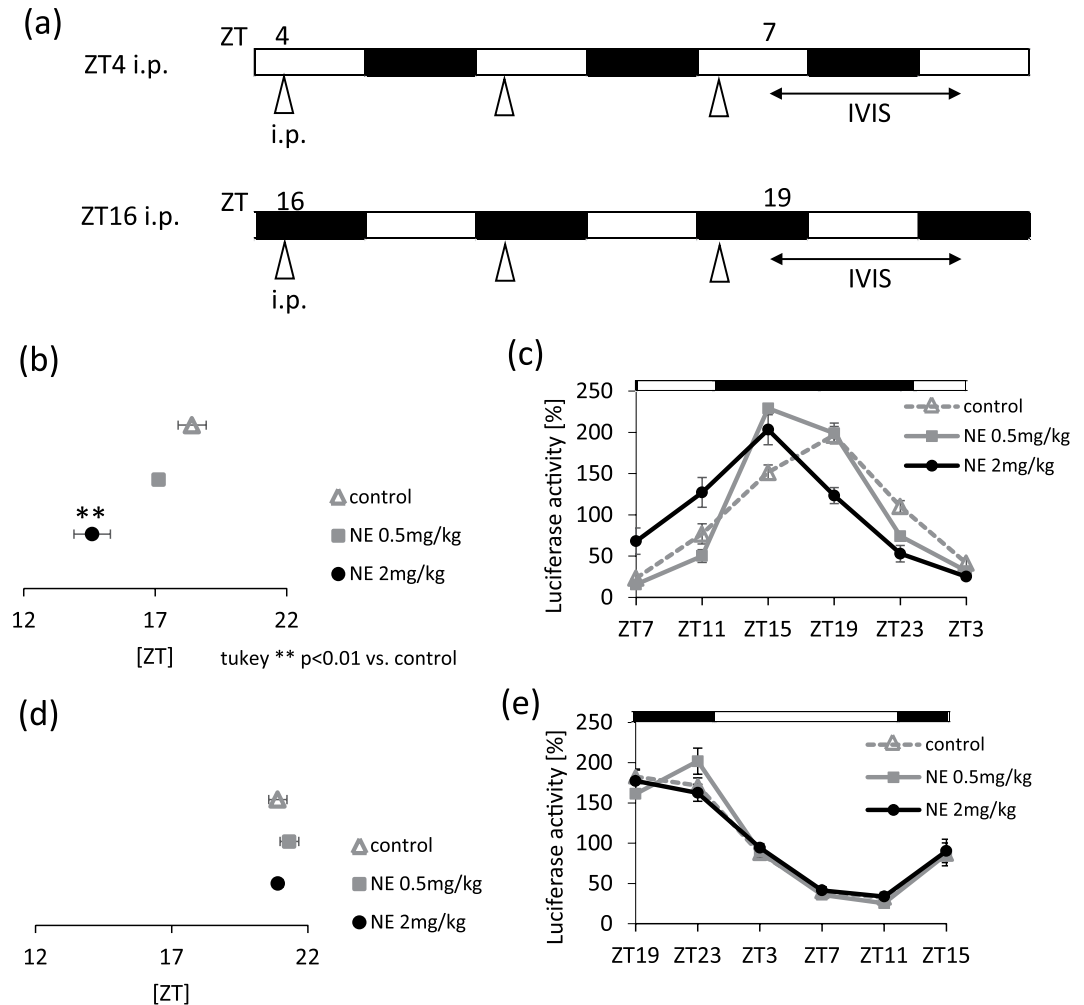 (a)
ZT 4 7
ZT4 i.p.
i.p.
IVIS
ZT 16 19
ZT16 i.p.
i.p.
IVIS
(b)
**
control
NE 0.5mg/kg
NE 2mg/kg
12 17 22
[ZT]
tukey ** p<0.01 vs. control
(c)
Luciferase activity [%]
250
200
150
100
50
0
ZT7 ZT11 ZT15 ZT19 ZT23 ZT3
control
NE 0.5mg/kg
NE 2mg/kg
(d)
control
NE 0.5mg/kg
NE 2mg/kg
12 17 22
[ZT]
(e)
Luciferase activity [%]
250
200
150
100
50
0
ZT19 ZT23 ZT3 ZT7 ZT11 ZT15
control
NE 0.5mg/kg
NE 2mg/kg